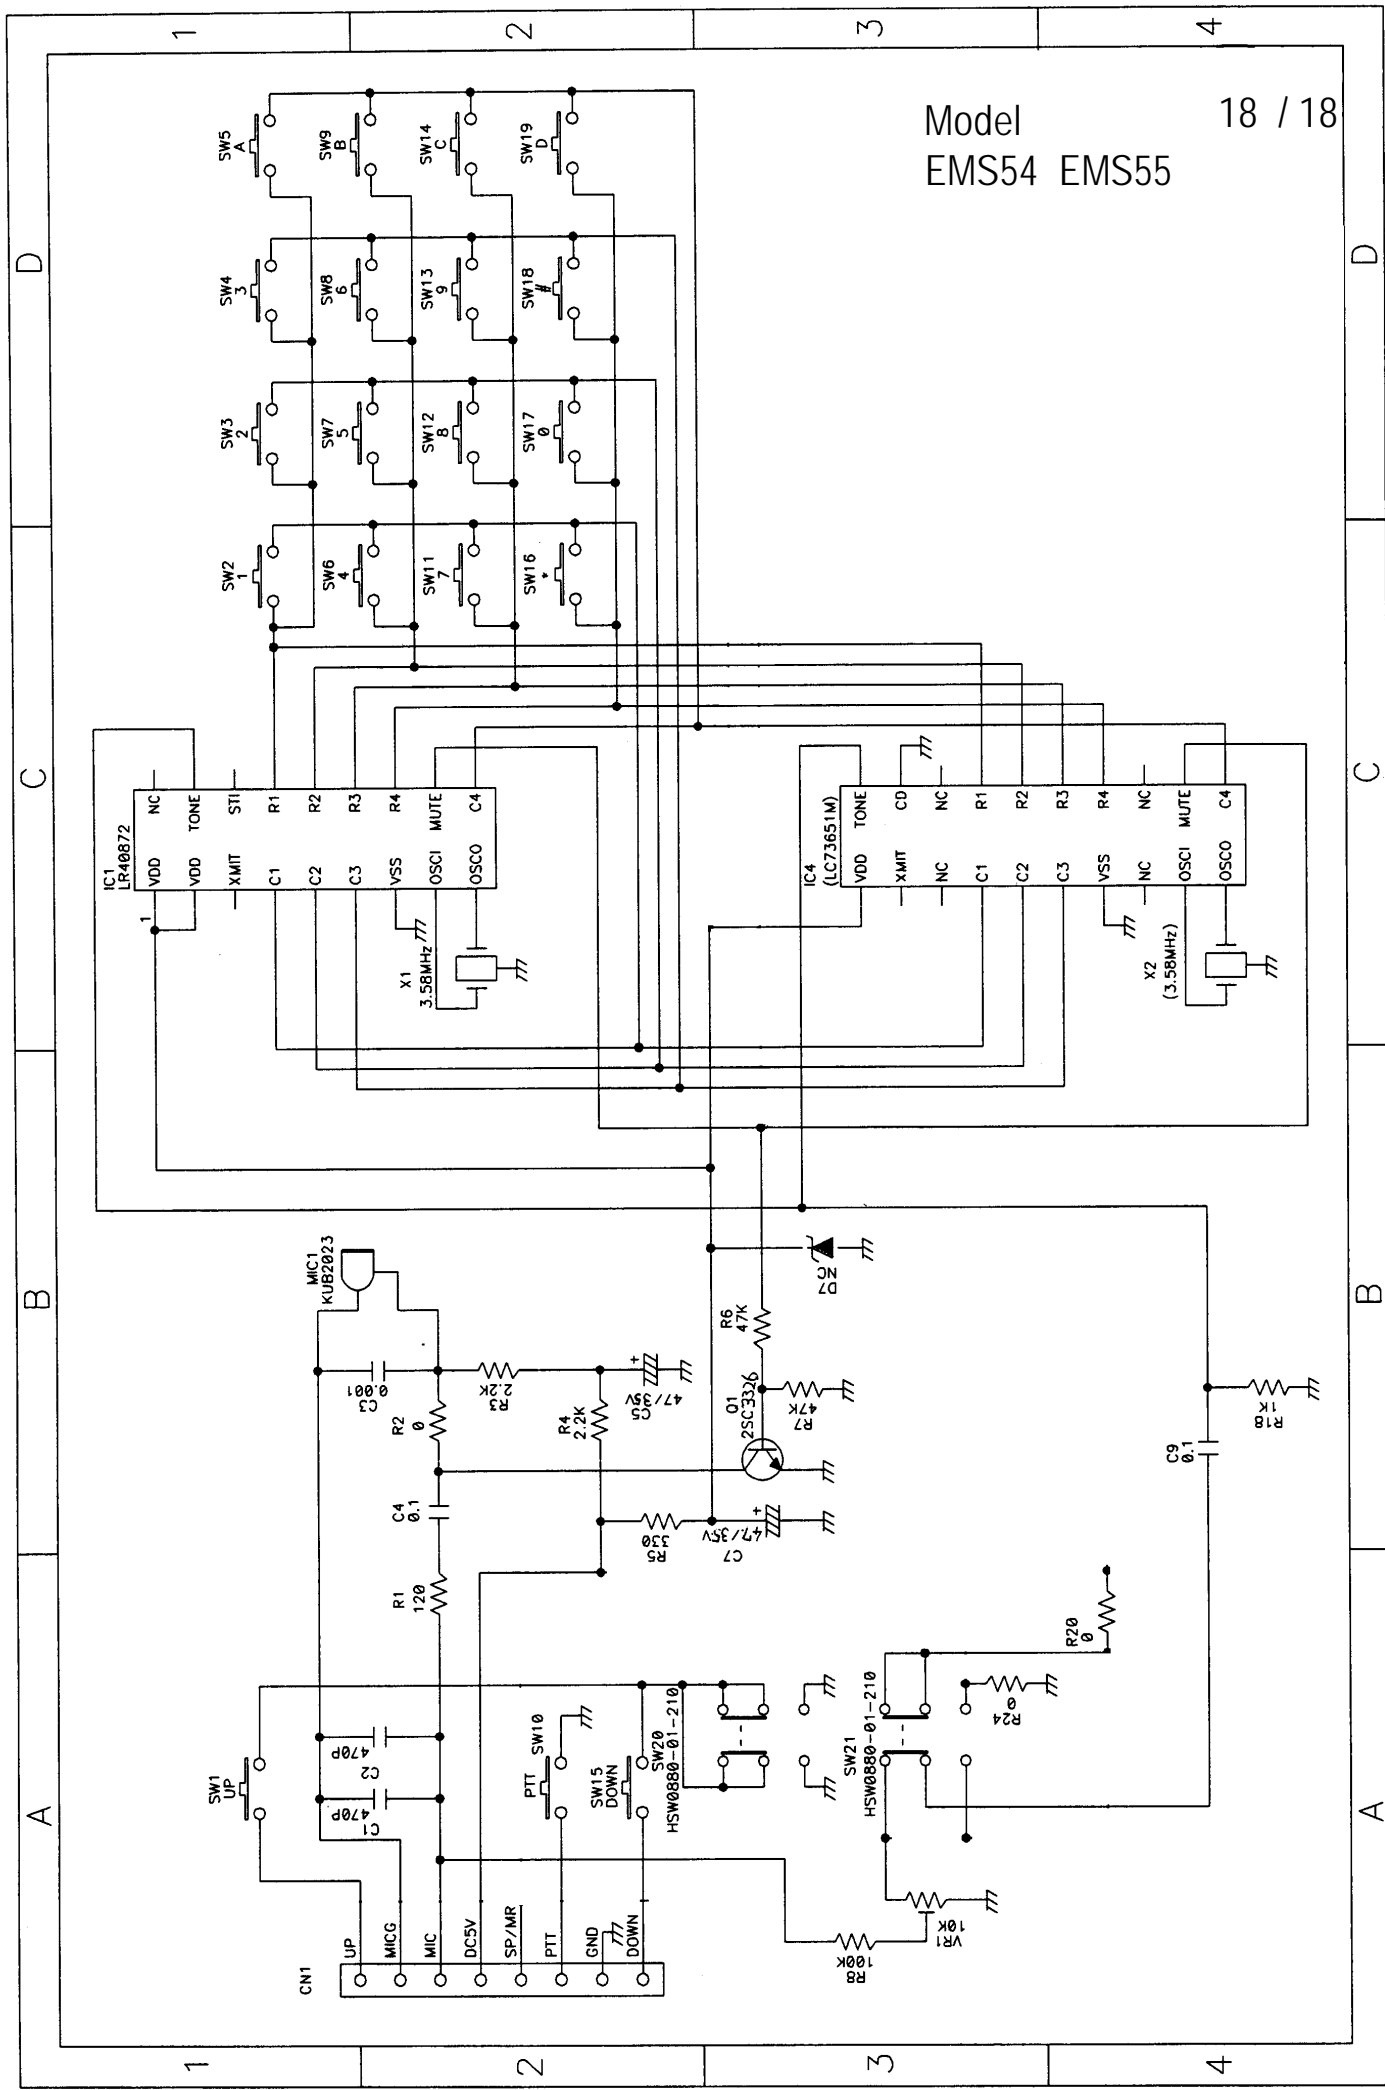 1
2
3
4
D
C
B
A
Model 18 / 18
EMS54 EMS55
SW5
A
SW9
B
SW14
C
SW19
D
SW4
3
SW8
6
SW13
9
SW18
#
SW3
2
SW7
5
SW12
8
SW17
0
SW2
1
SW6
4
SW11
7
SW16
*
IC1
LR40872
VDD
NC
VDD
TONE
XMIT
STI
C1
R1
C2
R2
C3
R3
VSS
R4
OSCI
MUTE
OSCO
C4
1
X1
3.58MHz
IC4
(LC73651M)
VDD
TONE
XMIT
CD
NC
NC
C1
R1
C2
R2
C3
R3
VSS
R4
NC
NC
OSCI
MUTE
OSCO
C4
X2
(3.58MHz)
MIC1
KUB2023
C3
0.001
R2
0
R3
2.2K
R4
2.2K
C5
47/35V
+
D7
NC
R6
47K
Q1
2SC3326
R7
47K
C4
0.1
R1
120
R5
330
C7
47/35V
+
C9
0.1
R18
1K
SW1
UP
C2
470P
C1
470P
SW10
PTT
SW15
DOWN
SW20
HSW0880-01-210
SW21
HSW0880-01-210
R20
0
R24
0
VR1
10K
R8
100K
CN1
UP
MICG
MIC
DC5V
SP/MR
PTT
GND
DOWN
D
C
B
A
1
2
3
4